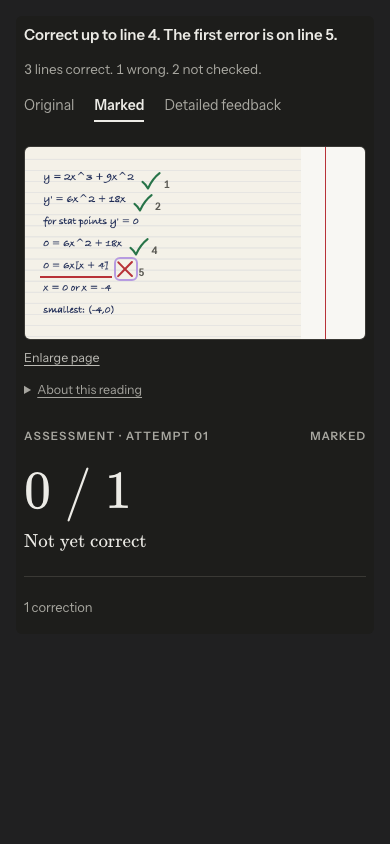 Correct up to line 4. The first error is on line 5.
3 lines correct. 1 wrong. 2 not checked.
Original Marked Detailed feedback
y = 2x^3 + 9x^2 1
y' = 6x^2 + 18x 2
for stat points y' = 0
0 = 6x^2 + 18x 4
0 = 6x[x + 4] 5
x = 0 or x = -4
smallest: (-4,0)
Enlarge page
About this reading
ASSESSMENT · ATTEMPT 01 MARKED
0 / 1
Not yet correct
1 correction